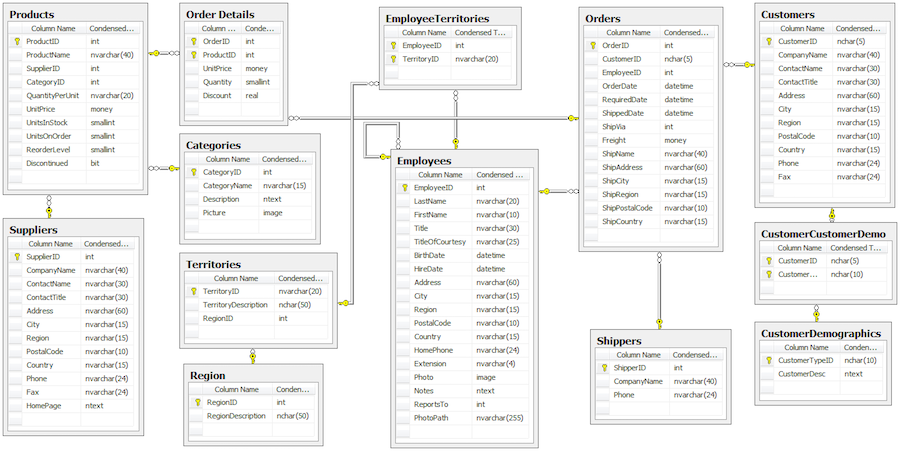 Products
Column Name Condensed...
ProductID int
ProductName nvarchar(40)
SupplierID int
CategoryID int
QuantityPerUnit nvarchar(20)
UnitPrice money
UnitsInStock smallint
UnitsOnOrder smallint
ReorderLevel smallint
Discontinued bit
Suppliers
Column Name Condensed...
SupplierID int
CompanyName nvarchar(40)
ContactName nvarchar(30)
ContactTitle nvarchar(30)
Address nvarchar(60)
City nvarchar(15)
Region nvarchar(15)
PostalCode nvarchar(10)
Country nvarchar(15)
Phone nvarchar(24)
Fax nvarchar(24)
HomePage ntext
Order Details
Column ... Condens...
OrderID int
ProductID int
UnitPrice money
Quantity smallint
Discount real
Categories
Column Name Condensed...
CategoryID int
CategoryName nvarchar(15)
Description ntext
Picture image
Territories
Column Name Condensed...
TerritoryID nvarchar(20)
TerritoryDescription nchar(50)
RegionID int
Region
Column Name Conden...
RegionID int
RegionDescription nchar(50)
EmployeeTerritories
Column Name Condensed T...
EmployeeID int
TerritoryID nvarchar(20)
Employees
Column Name Condensed ...
EmployeeID int
LastName nvarchar(20)
FirstName nvarchar(10)
Title nvarchar(30)
TitleOfCourtesy nvarchar(25)
BirthDate datetime
HireDate datetime
Address nvarchar(60)
City nvarchar(15)
Region nvarchar(15)
PostalCode nvarchar(10)
Country nvarchar(15)
HomePhone nvarchar(24)
Extension nvarchar(4)
Photo image
Notes ntext
ReportsTo int
PhotoPath nvarchar(255)
Orders
Column Name Condensed ...
OrderID int
CustomerID nchar(5)
EmployeeID int
OrderDate datetime
RequiredDate datetime
ShippedDate datetime
ShipVia int
Freight money
ShipName nvarchar(40)
ShipAddress nvarchar(60)
ShipCity nvarchar(15)
ShipRegion nvarchar(15)
ShipPostalCode nvarchar(10)
ShipCountry nvarchar(15)
Shippers
Column Name Condensed ...
ShipperID int
CompanyName nvarchar(40)
Phone nvarchar(24)
Customers
Column Name Condensed ...
CustomerID nchar(5)
CompanyName nvarchar(40)
ContactName nvarchar(30)
ContactTitle nvarchar(30)
Address nvarchar(60)
City nvarchar(15)
Region nvarchar(15)
PostalCode nvarchar(10)
Country nvarchar(15)
Phone nvarchar(24)
Fax nvarchar(24)
CustomerCustomerDemo
Column Name Condensed T...
CustomerID nchar(5)
Customer... nchar(10)
CustomerDemographics
Column Name Conden...
CustomerTypeID nchar(10)
CustomerDesc ntext